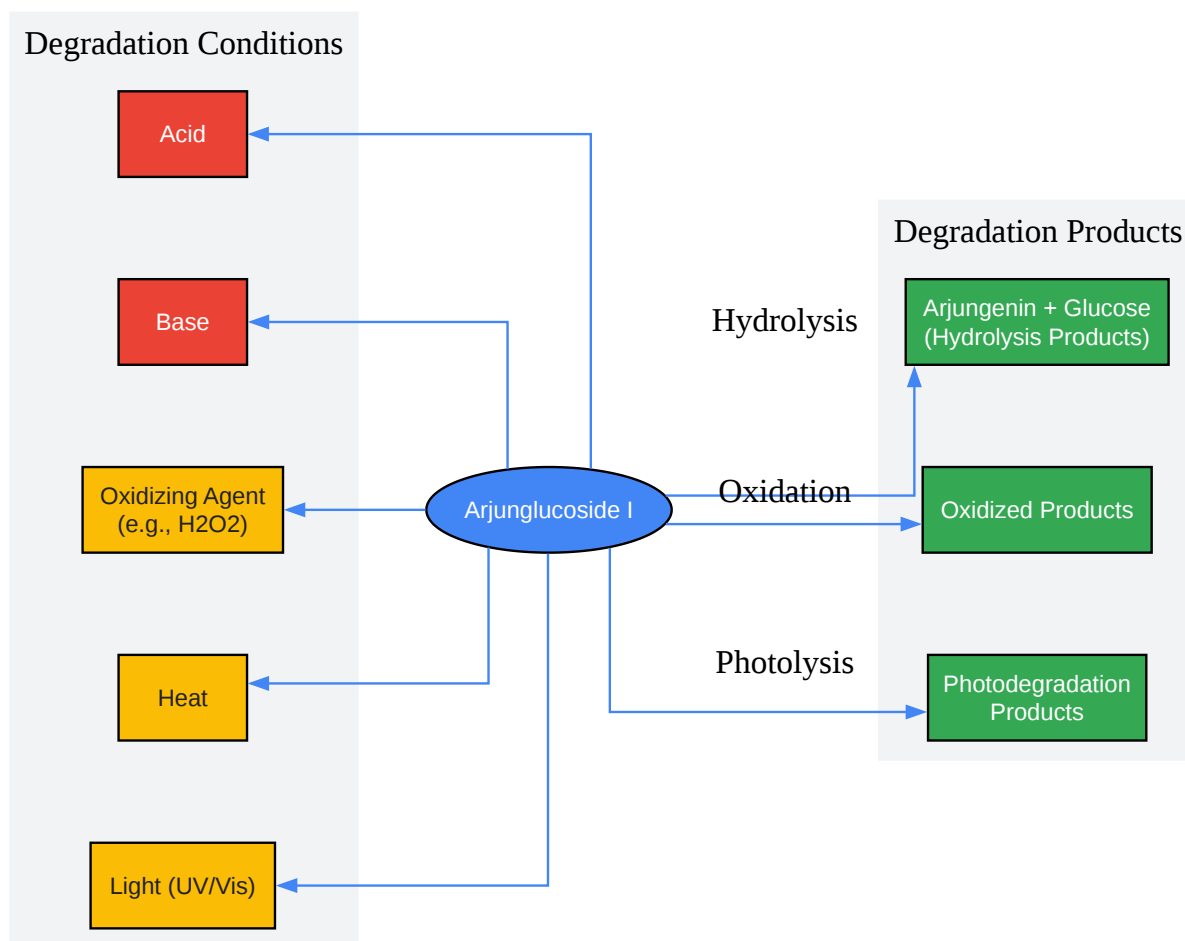 Degradation Conditions
Acid
Base
Oxidizing Agent
(e.g., H2O2)
Heat
Light (UV/Vis)
Arjunglucoside I
Hydrolysis
Oxidation
Photolysis
Degradation Products
Arjungenin + Glucose
(Hydrolysis Products)
Oxidized Products
Photodegradation
Products